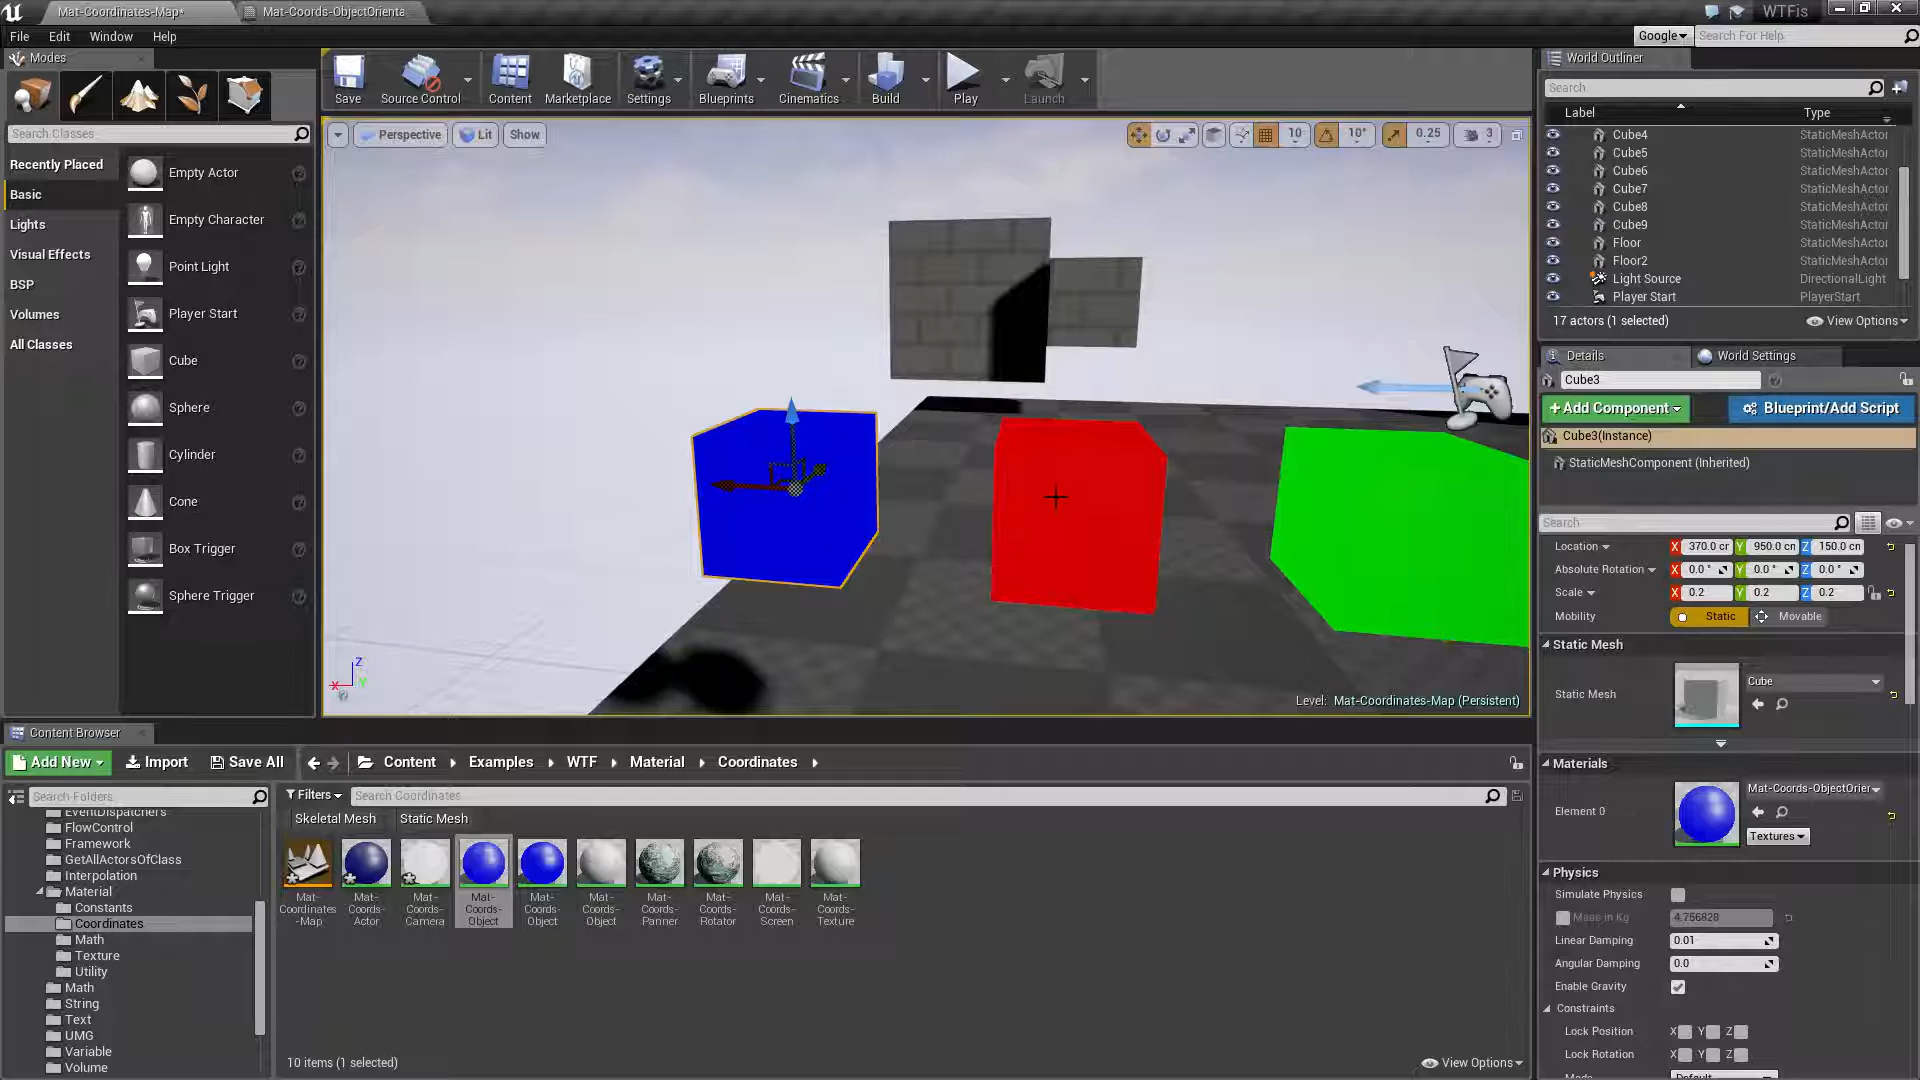 Mat-Coordinates-Map*
Mat-Coords-ObjectOrienta
WTFis
File Edit Window Help
Google
Search For Help
Modes
Search Classes
Recently Placed
Basic
Lights
Visual Effects
BSP
Volumes
All Classes
Empty Actor
Empty Character
Point Light
Player Start
Cube
Sphere
Cylinder
Cone
Box Trigger
Sphere Trigger
Save
Source Control
Content
Marketplace
Settings
Blueprints
Cinematics
Build
Play
Launch
Perspective
Lit
Show
10
10°
0.25
3
Z
X
Y
Level: Mat-Coordinates-Map (Persistent)
World Outliner
Search
Label Type
Cube4 StaticMeshActor
Cube5 StaticMeshActor
Cube6 StaticMeshActor
Cube7 StaticMeshActor
Cube8 StaticMeshActor
Cube9 StaticMeshActor
Floor StaticMeshActor
Floor2 StaticMeshActor
Light Source DirectionalLight
Player Start PlayerStart
17 actors (1 selected)
View Options
Details
World Settings
Cube3
+Add Component
Blueprint/Add Script
Cube3(Instance)
StaticMeshComponent (Inherited)
Search
Location X 370.0 cr Y 950.0 cn Z 150.0 cn
Absolute Rotation X 0.0 ° Y 0.0 ° Z 0.0 °
Scale X 0.2 Y 0.2 Z 0.2
Mobility Static Movable
Static Mesh
Static Mesh
Cube
Materials
Element 0
Mat-Coords-ObjectOrier
Textures
Physics
Simulate Physics
Mass in Kg 4.756828
Linear Damping 0.01
Angular Damping 0.0
Enable Gravity
Constraints
Lock Position X Y Z
Lock Rotation X Y Z
Mode Default
Content Browser
Add New
Import
Save All
Content
Examples
WTF
Material
Coordinates
Search Folders
EventDispatchers
FlowControl
Framework
GetAllActorsOfClass
Interpolation
Material
Constants
Coordinates
Math
Texture
Utility
Math
String
Text
UMG
Variable
Volume
Filters
Search Coordinates
Skeletal Mesh
Static Mesh
Mat-
Coordinates
-Map
Mat-
Coords-
Actor
Mat-
Coords-
Camera
Mat-
Coords-
Object
Mat-
Coords-
Object
Mat-
Coords-
Object
Mat-
Coords-
Panner
Mat-
Coords-
Rotator
Mat-
Coords-
Screen
Mat-
Coords-
Texture
10 items (1 selected)
View Options